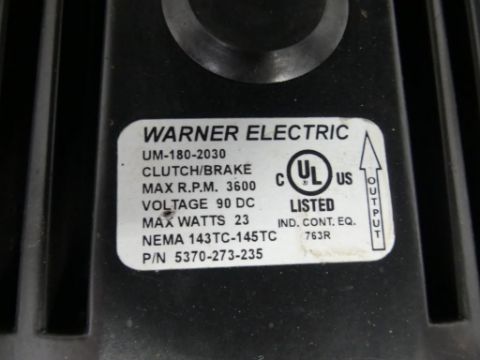 WARNER ELECTRIC
UM-180-2030
CLUTCH/BRAKE
MAX R.P.M. 3600
VOLTAGE 90 DC
MAX WATTS 23
NEMA 143TC-145TC
P/N 5370-273-235
C UL US
LISTED
IND. CONT. EQ.
763R
OUTPUT